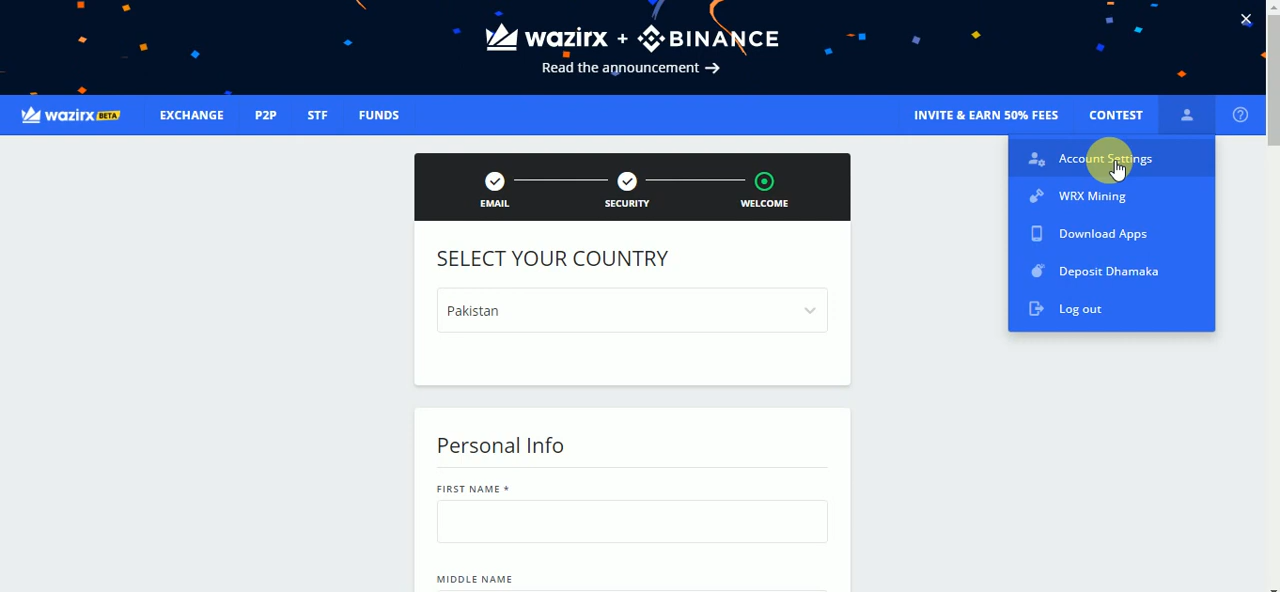 wazirx + BINANCE
Read the announcement →
wazirx BETA EXCHANGE P2P STF FUNDS INVITE & EARN 50% FEES CONTEST
Account Settings
WRX Mining
Download Apps
Deposit Dhamaka
Log out
EMAIL SECURITY WELCOME
SELECT YOUR COUNTRY
Pakistan
Personal Info
FIRST NAME *
MIDDLE NAME